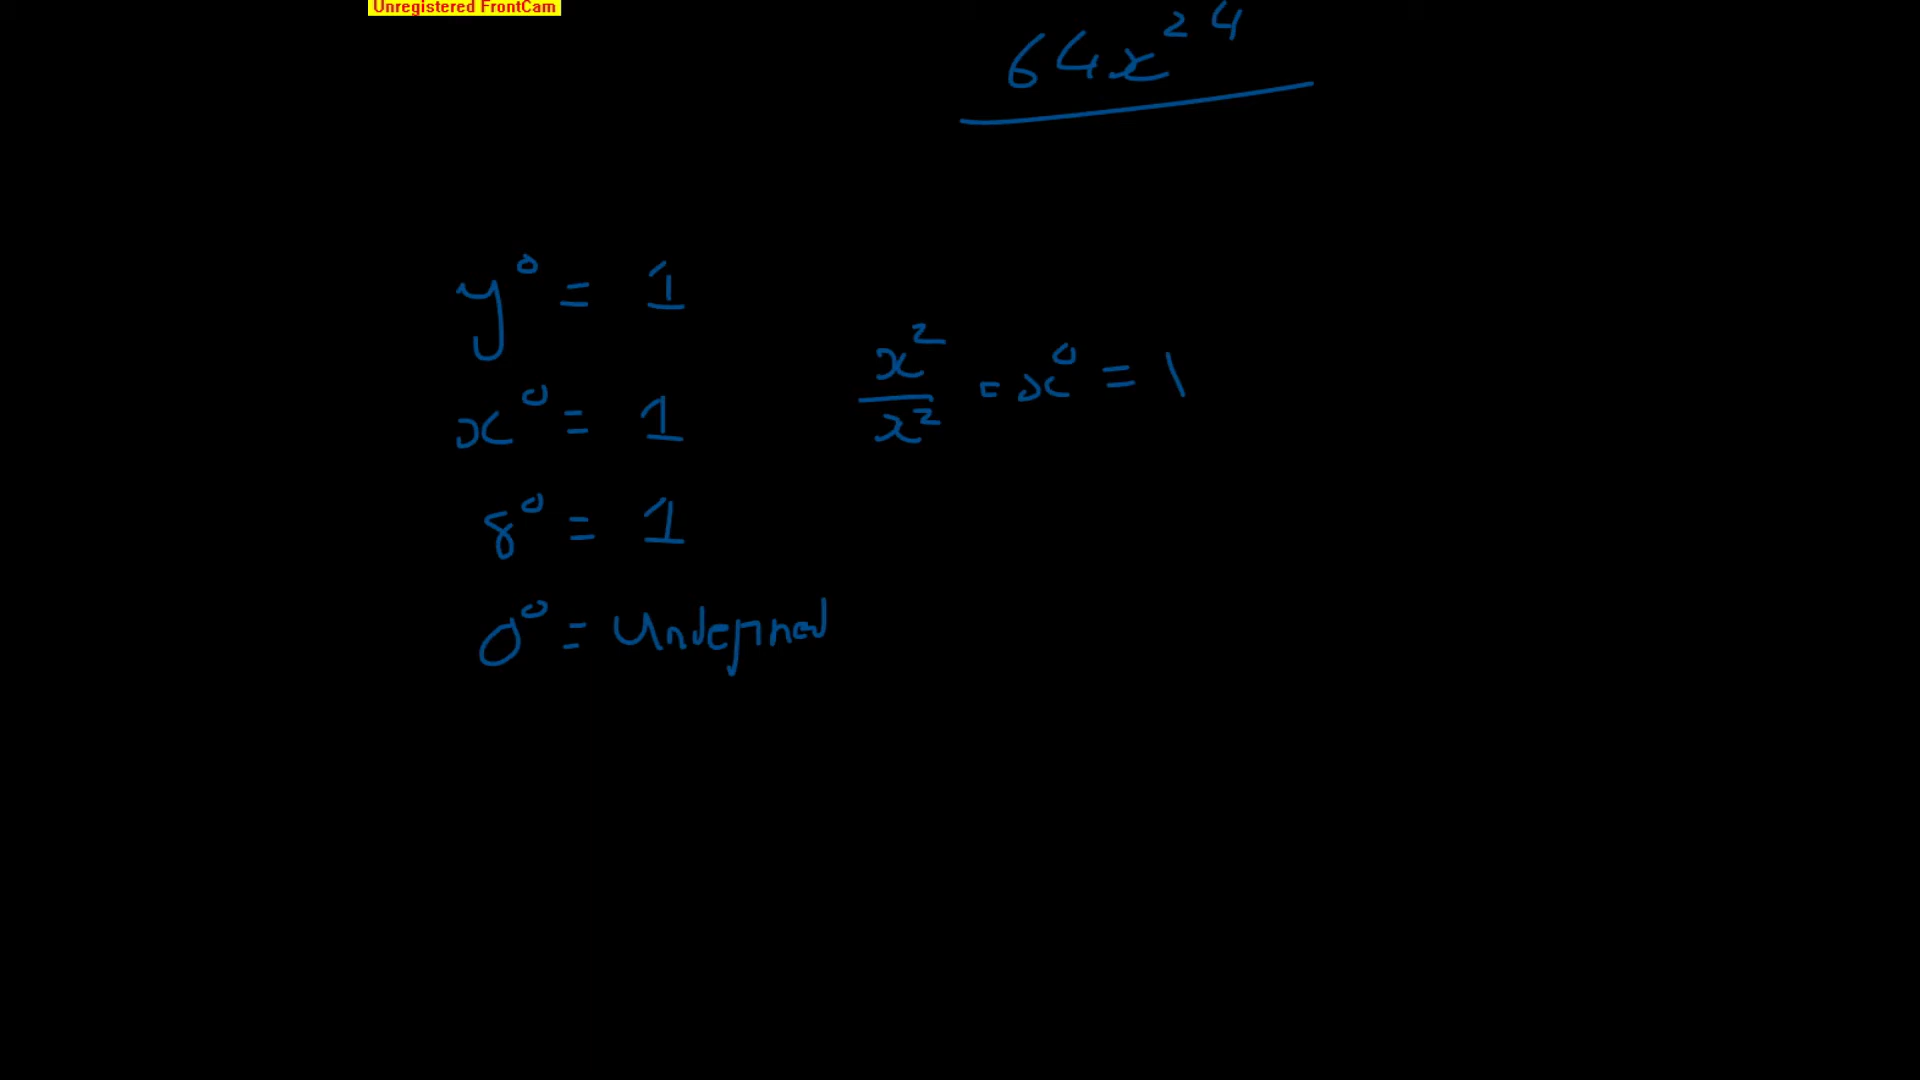 Unregistered FrontCam
64x²⁴
y⁰ = 1
x²/x² = x⁰ = 1
x⁰ = 1
8⁰ = 1
0⁰ = Undefined